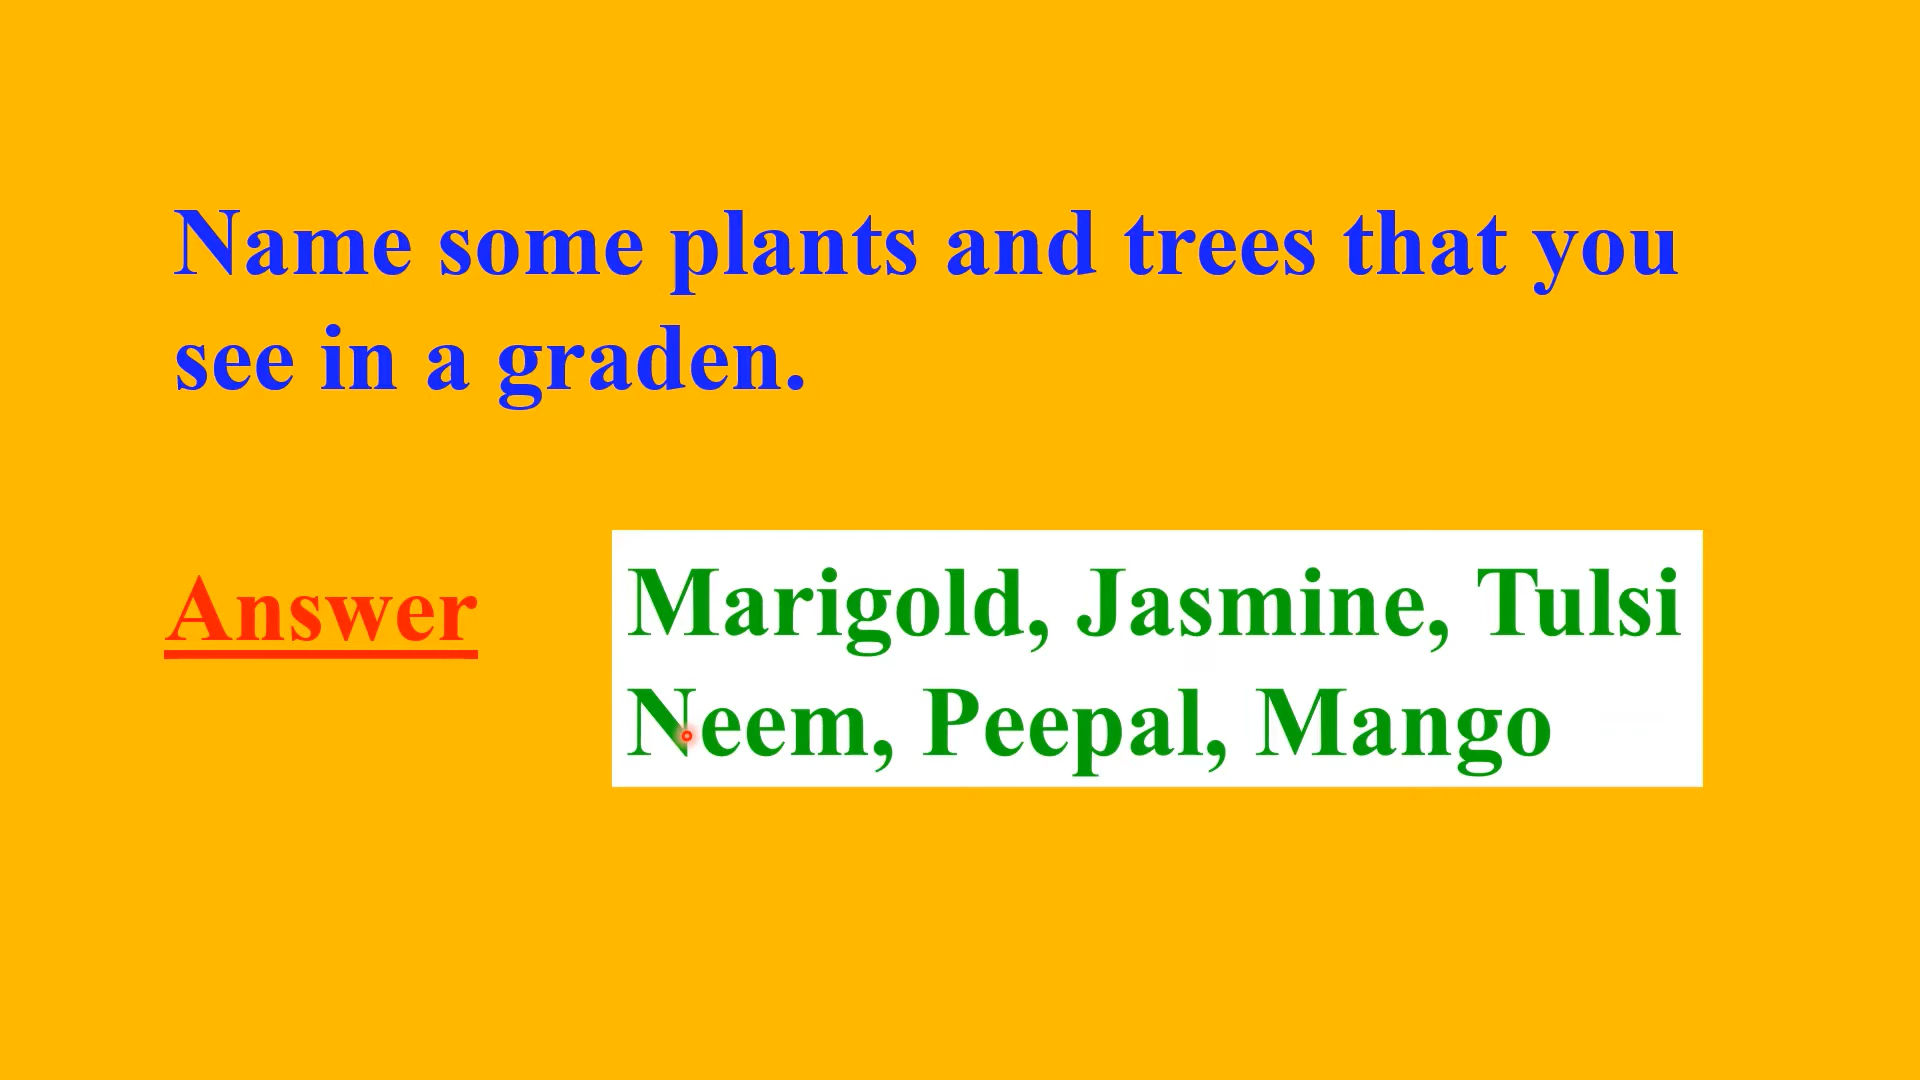 Name some plants and trees that you
see in a graden.
Answer
Marigold, Jasmine, Tulsi
Neem, Peepal, Mango